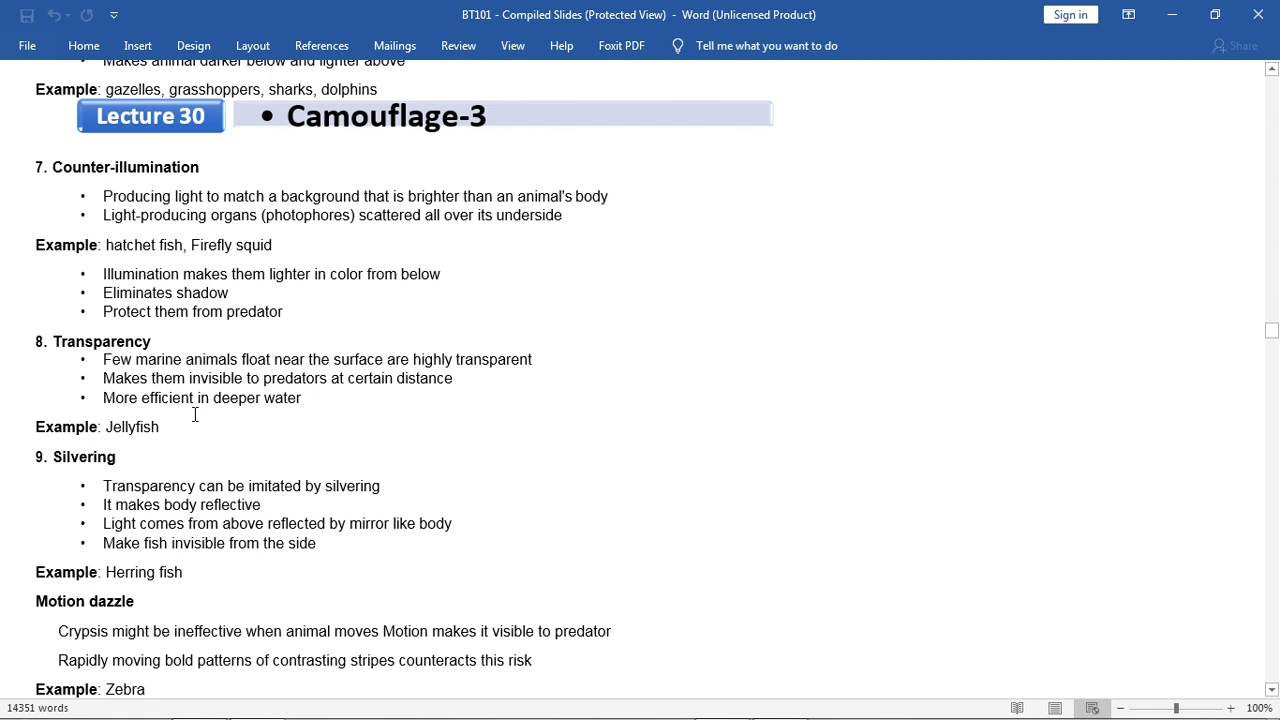 BT101 - Compiled Slides (Protected View) - Word (Unlicensed Product)
Sign in
File Home Insert Design Layout References Mailings Review View Help Foxit PDF Tell me what you want to do Share
• Makes animal darker below and lighter above
Example: gazelles, grasshoppers, sharks, dolphins
Lecture 30 • Camouflage-3
7. Counter-illumination
• Producing light to match a background that is brighter than an animal's body
• Light-producing organs (photophores) scattered all over its underside
Example: hatchet fish, Firefly squid
• Illumination makes them lighter in color from below
• Eliminates shadow
• Protect them from predator
8. Transparency
• Few marine animals float near the surface are highly transparent
• Makes them invisible to predators at certain distance
• More efficient in deeper water
Example: Jellyfish
9. Silvering
• Transparency can be imitated by silvering
• It makes body reflective
• Light comes from above reflected by mirror like body
• Make fish invisible from the side
Example: Herring fish
Motion dazzle
Crypsis might be ineffective when animal moves Motion makes it visible to predator
Rapidly moving bold patterns of contrasting stripes counteracts this risk
Example: Zebra
14351 words
100%